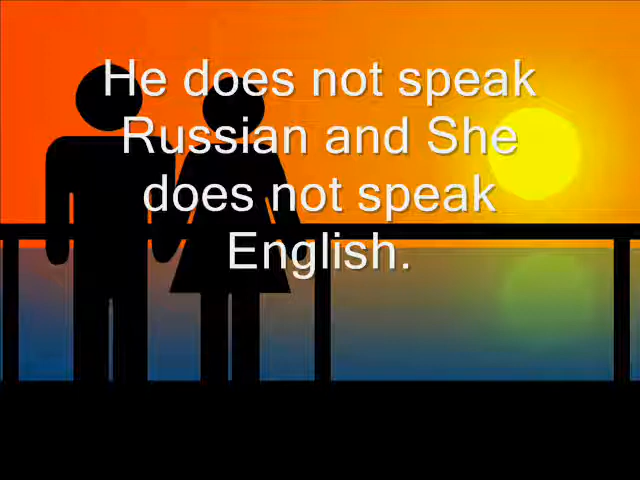 He does not speak
Russian and She
does not speak
English.